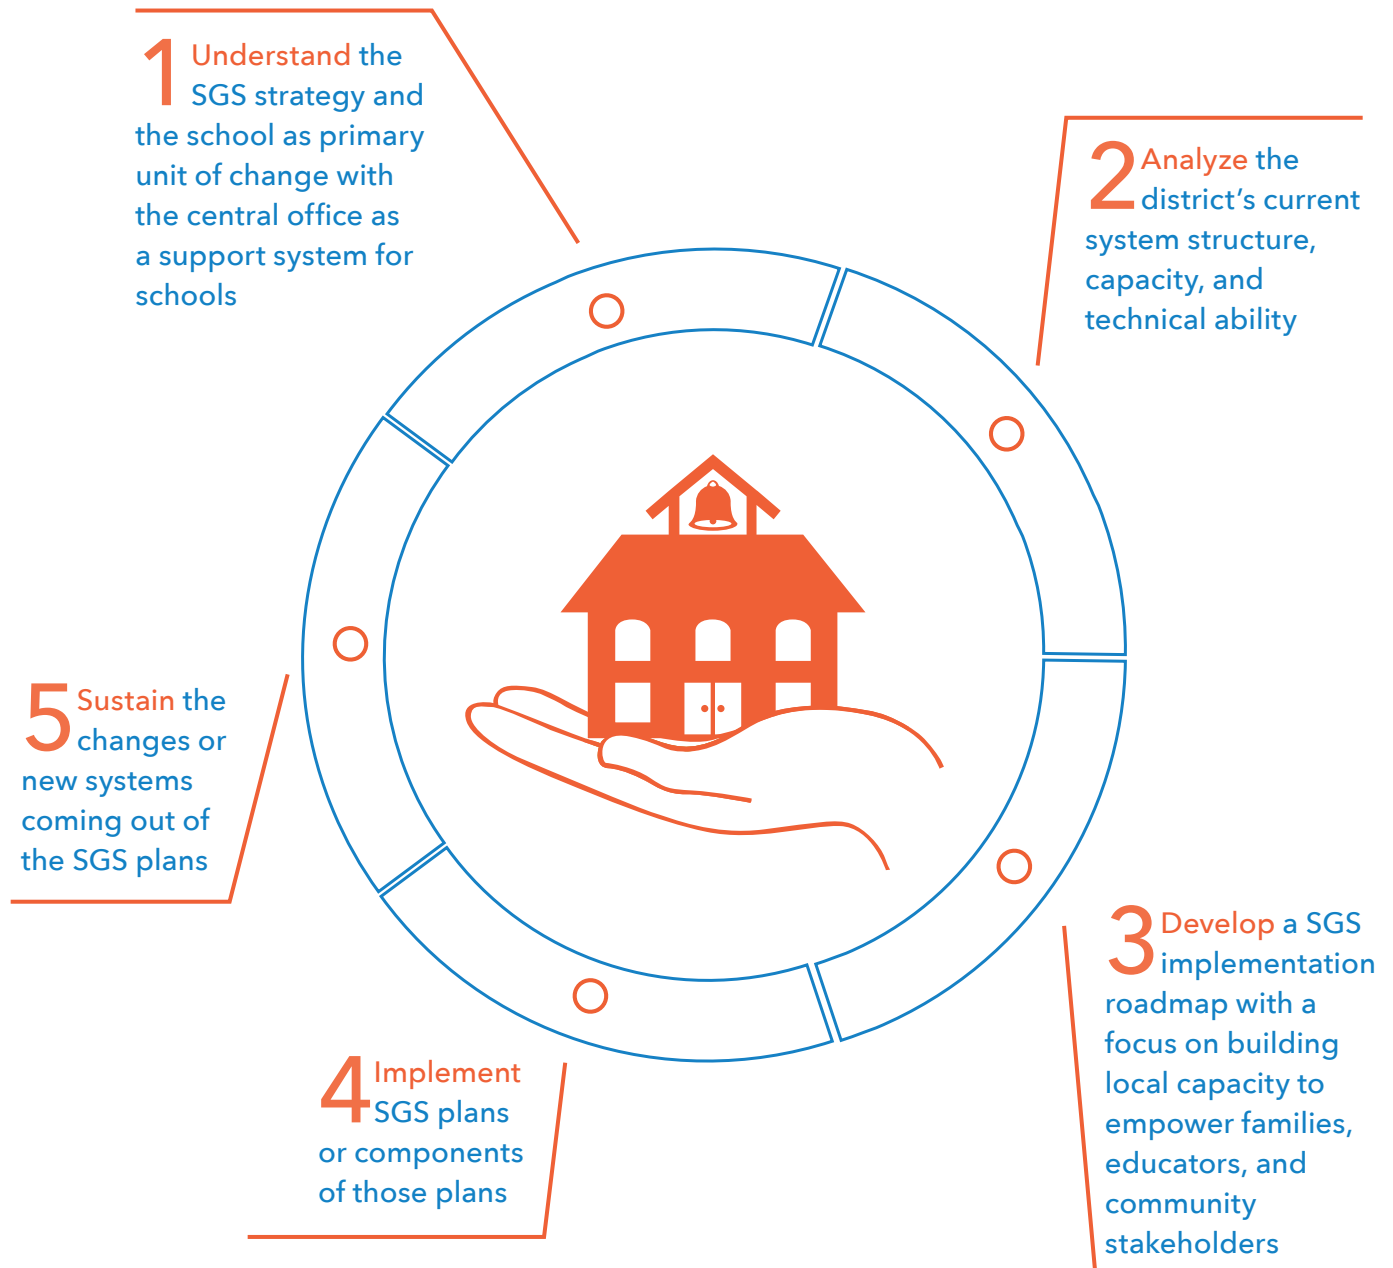 1 Understand the
SGS strategy and
the school as primary
unit of change with
the central office as
a support system for
schools
2 Analyze the
district’s current
system structure,
capacity, and
technical ability
3 Develop a SGS
implementation
roadmap with a
focus on building
local capacity to
empower families,
educators, and
community
stakeholders
4 Implement
SGS plans
or components
of those plans
5 Sustain the
changes or
new systems
coming out of
the SGS plans